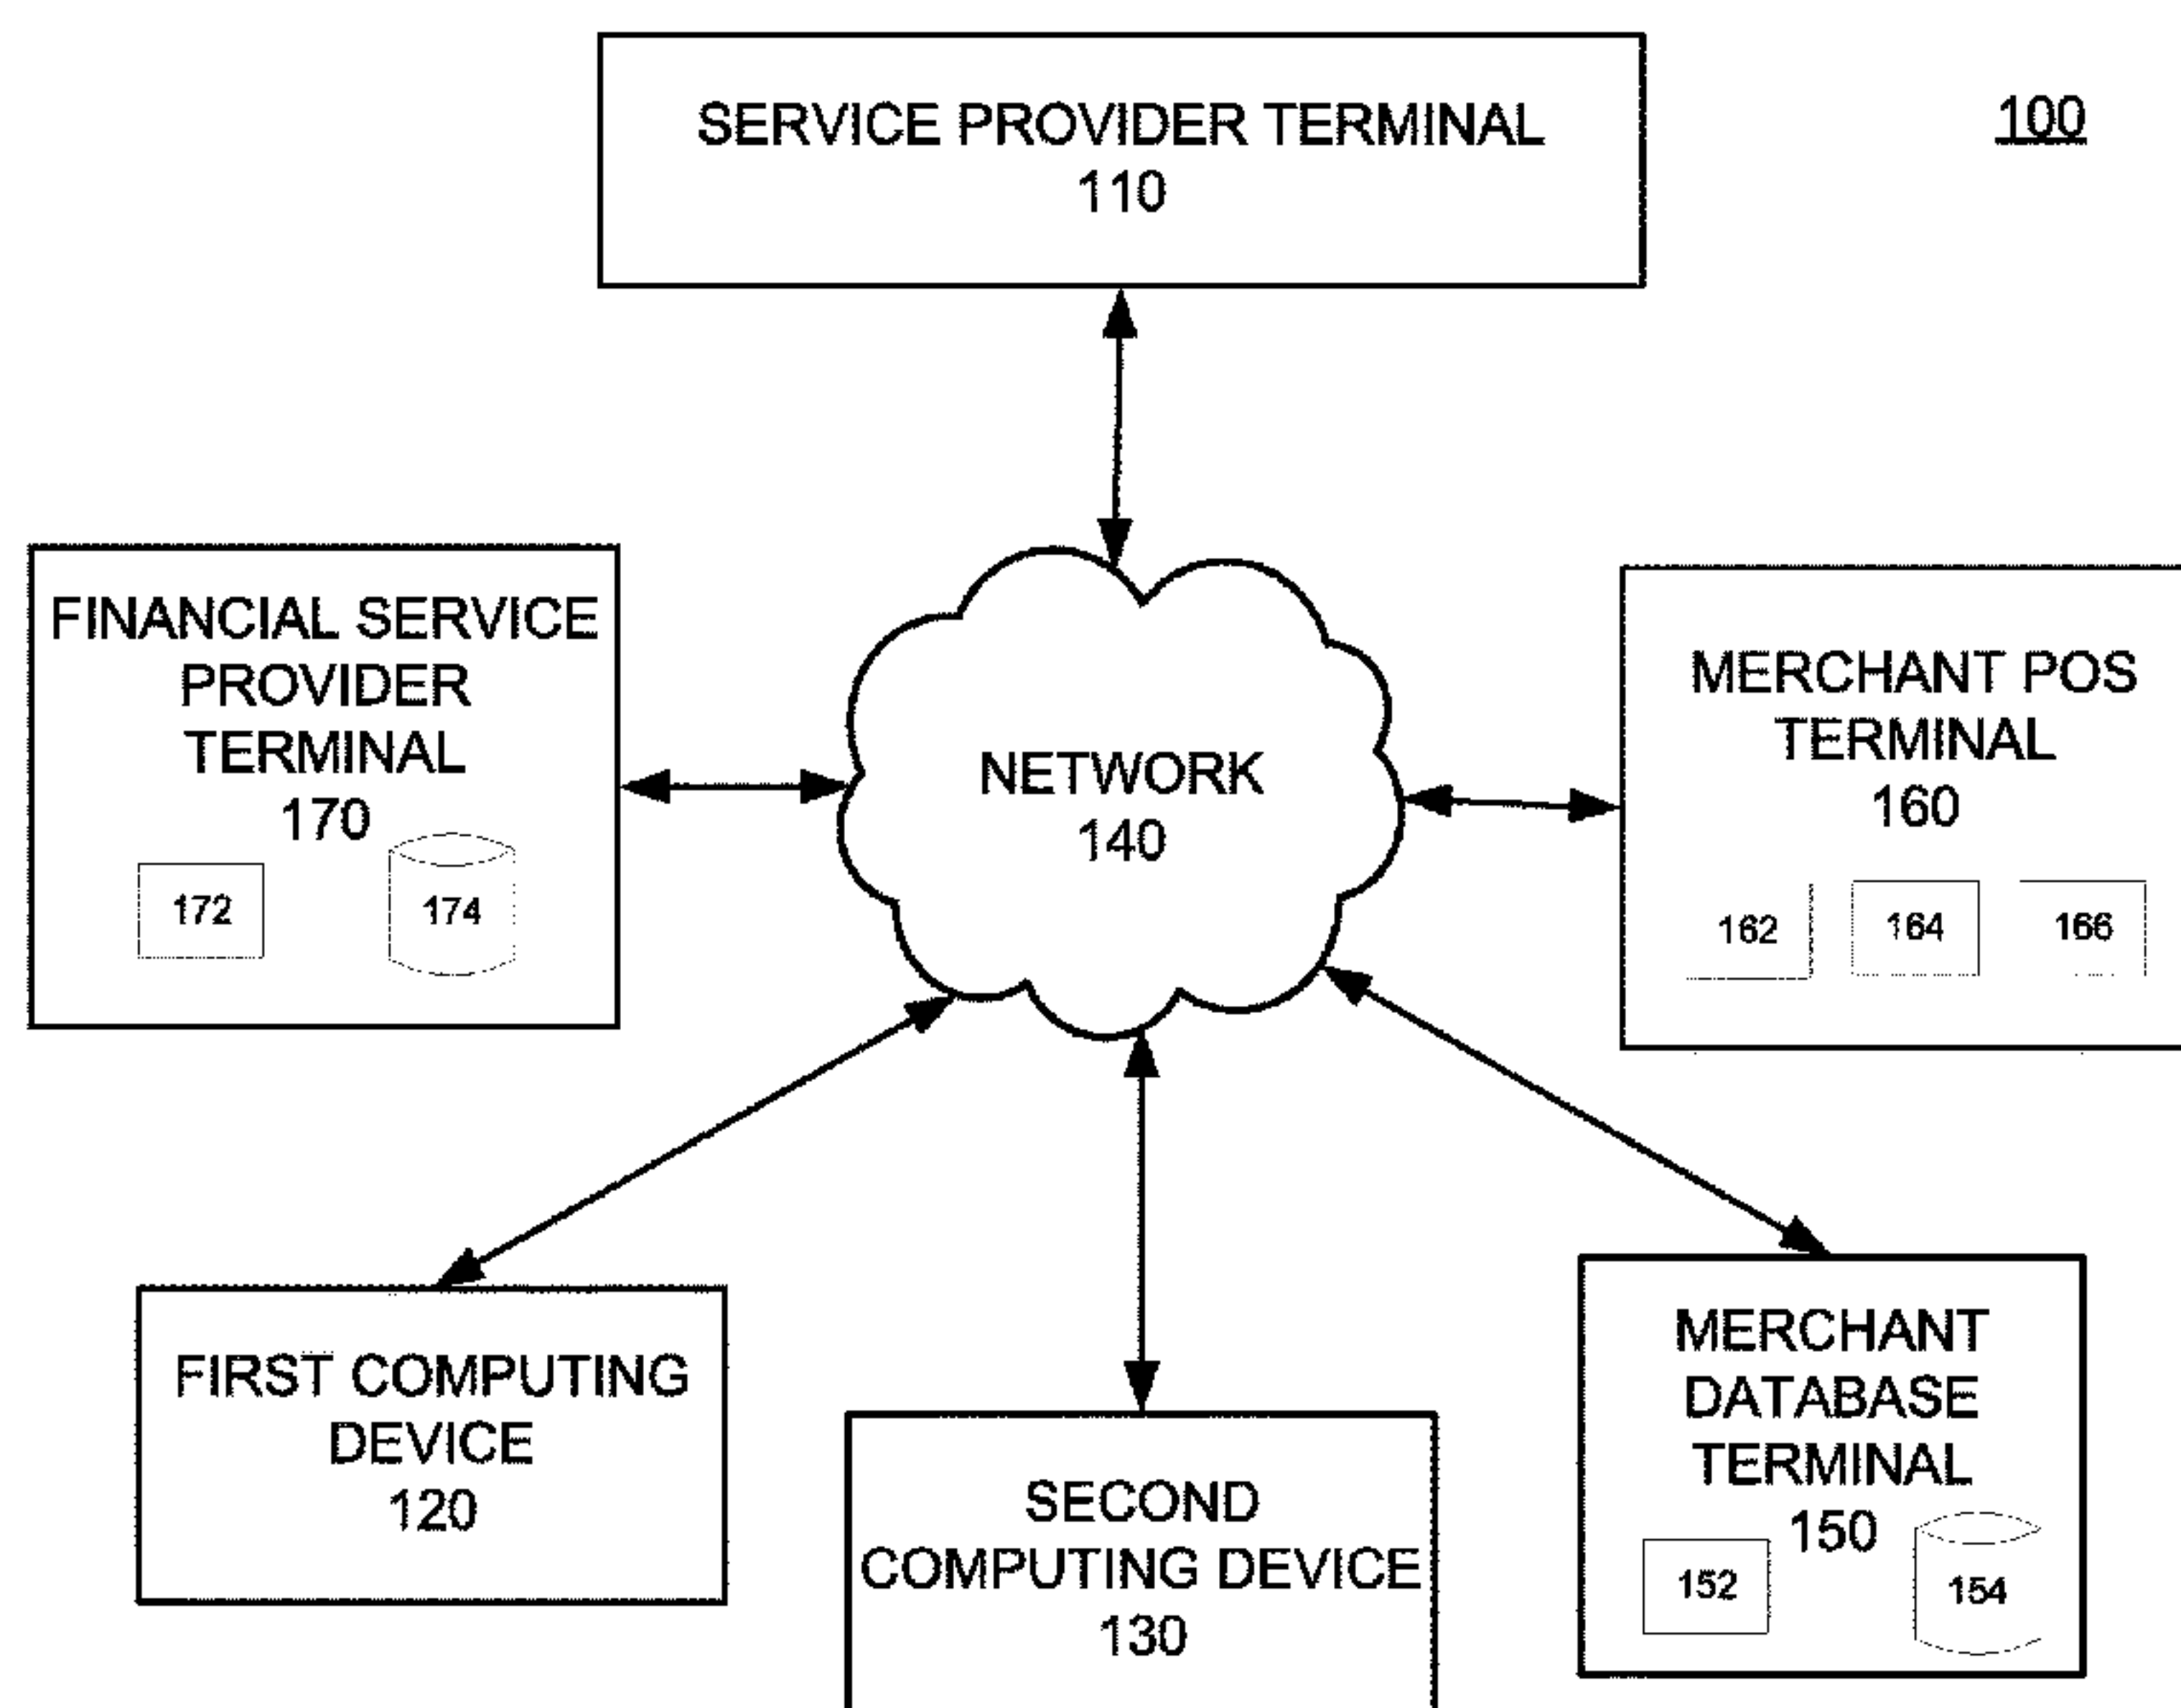 SERVICE PROVIDER TERMINAL
110
100
FINANCIAL SERVICE
PROVIDER
TERMINAL
170
172
174
NETWORK
140
MERCHANT POS
TERMINAL
160
162
164
166
FIRST COMPUTING
DEVICE
120
SECOND
COMPUTING DEVICE
130
MERCHANT
DATABASE
TERMINAL
150
152
154